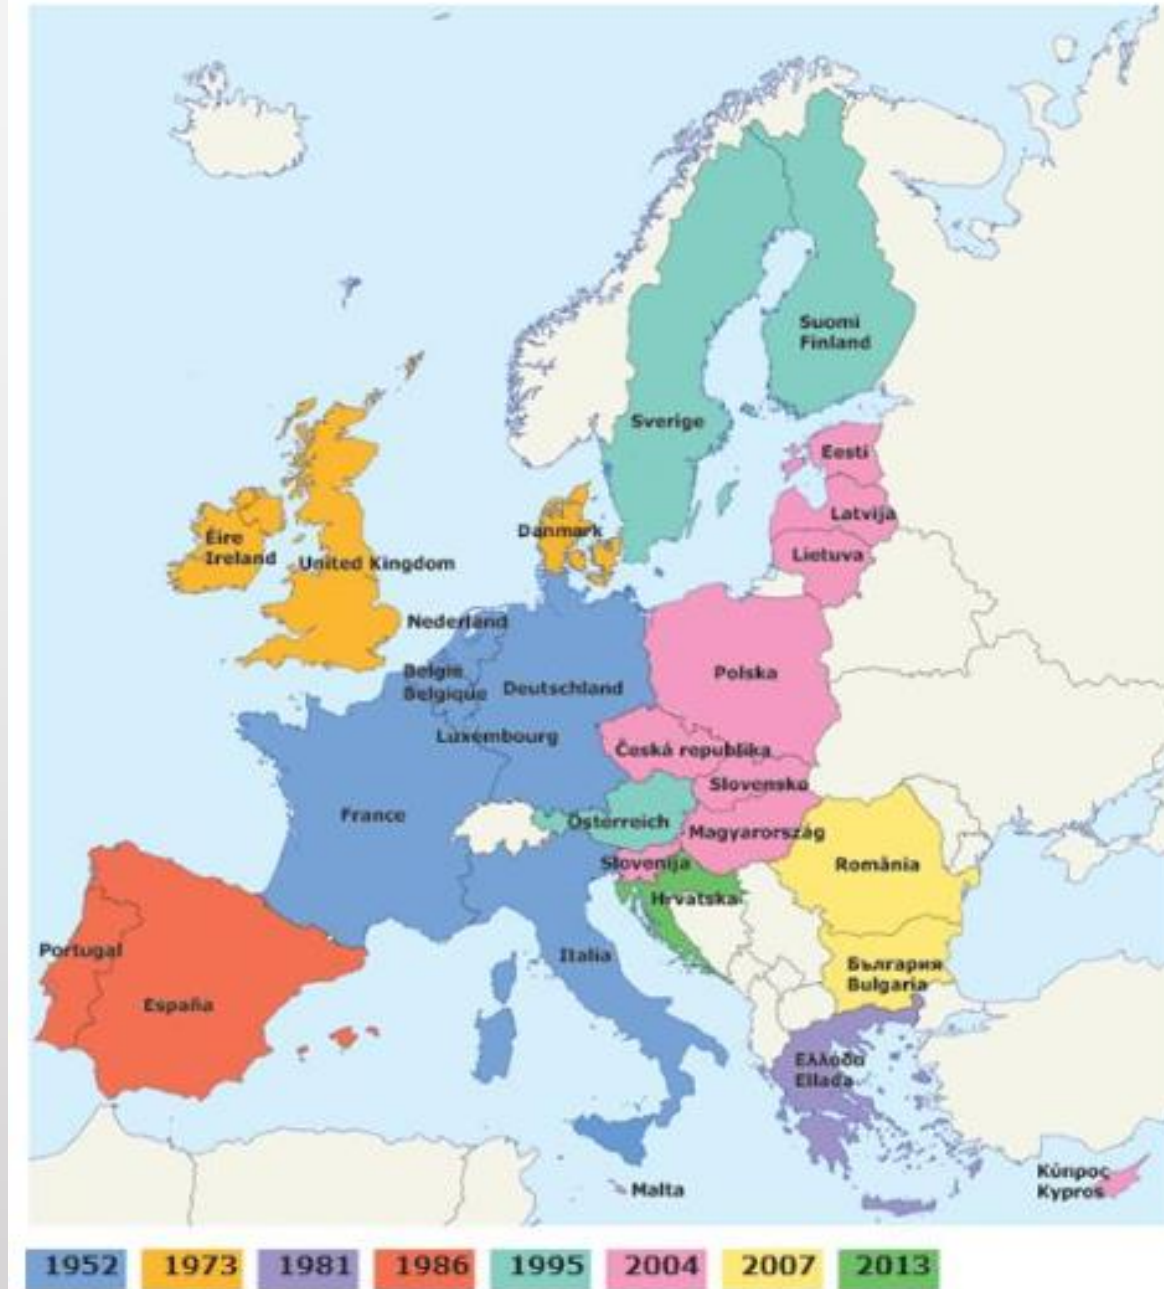 Suomi
Finland
Sverige
Eesti
Latvija
Lietuva
Danmark
Éire
Ireland
United Kingdom
Nederland
België
Belgique
Deutschland
Luxembourg
Polska
Česká republika
Slovensko
Österreich
Magyarország
France
Slovenija
Hrvatska
România
Portugal
España
Italia
България
Bulgaria
Ελλάδα
Ellada
Malta
Κύπρος
Kypros
1952 1973 1981 1986 1995 2004 2007 2013